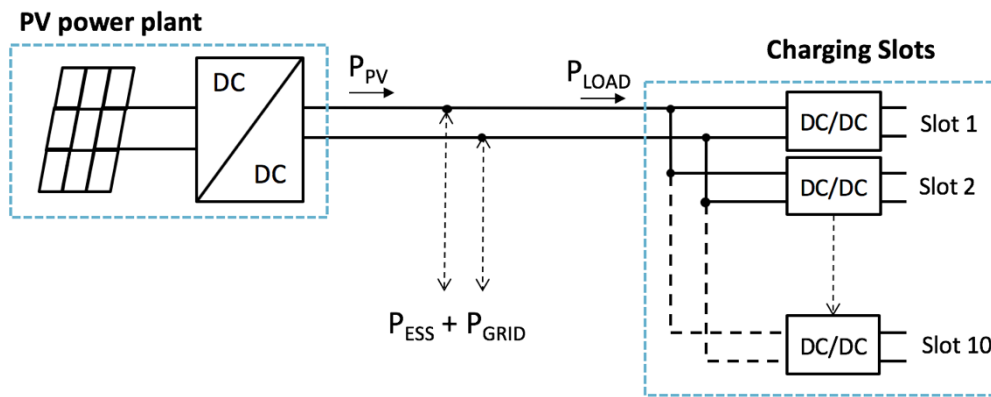 PV power plant
Charging Slots
DC
DC
P_PV
P_LOAD
DC/DC
Slot 1
DC/DC
Slot 2
P_ESS + P_GRID
DC/DC
Slot 10